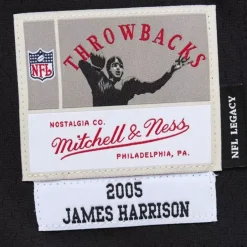 THROWBACKS
NFL
NOSTALGIA CO.
Mitchell & Ness
PHILADELPHIA, PA.
NFL LEGACY
2005
JAMES HARRISON